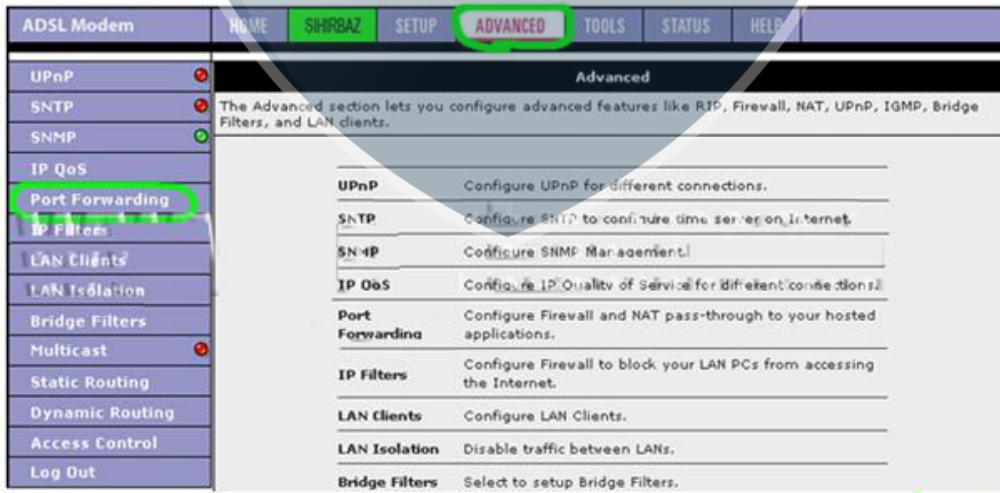 ADSL Modem
HOME SIHIRBAZ SETUP ADVANCED TOOLS STATUS HELP
UPnP
SNTP
SNMP
IP QoS
Port Forwarding
IP Filters
LAN Clients
LAN Isolation
Bridge Filters
Multicast
Static Routing
Dynamic Routing
Access Control
Log Out
Advanced
The Advanced section lets you configure advanced features like RIP, Firewall, NAT, UPnP, IGMP, Bridge
Filters, and LAN clients.
UPnP Configure UPnP for different connections.
SNTP Configure SNTP to configure time server on Internet.
SNMP Configure SNMP Management.
IP QoS Configure IP Quality of Service for different connections.
Port Configure Firewall and NAT pass-through to your hosted
Forwarding applications.
IP Filters Configure Firewall to block your LAN PCs from accessing
the Internet.
LAN Clients Configure LAN Clients.
LAN Isolation Disable traffic between LANs.
Bridge Filters Select to setup Bridge Filters.